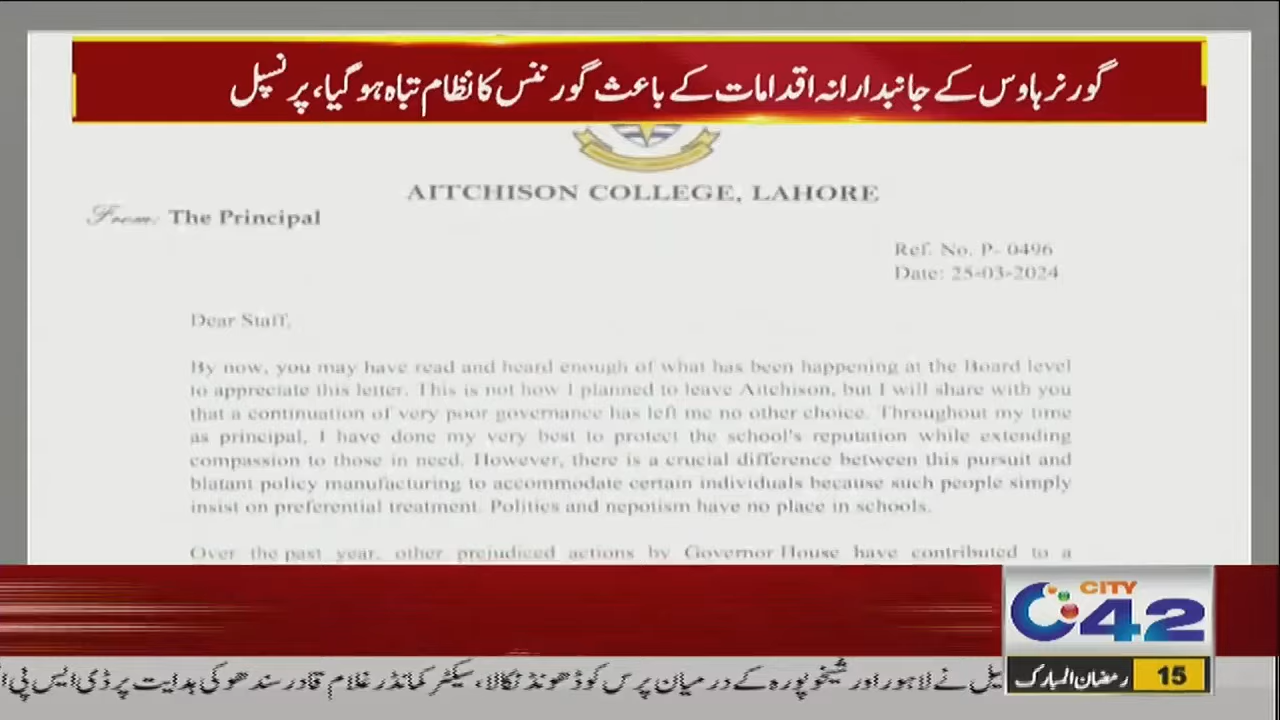 گورنر ہاوس کے جانبدارانہ اقدامات کے باعث گورننس کا نظام تباہ ہو گیا، پرنسپل
AITCHISON COLLEGE, LAHORE
From: The Principal
Ref. No. P- 0496
Date: 25-03-2024
Dear Staff,
By now, you may have read and heard enough of what has been happening at the Board level
to appreciate this letter. This is not how I planned to leave Aitchison, but I will share with you
that a continuation of very poor governance has left me no other choice. Throughout my time
as principal, I have done my very best to protect the school's reputation while extending
compassion to those in need. However, there is a crucial difference between this pursuit and
blatant policy manufacturing to accommodate certain individuals because such people simply
insist on preferential treatment. Politics and nepotism have no place in schools.
Over the past year, other prejudiced actions by Governor House have contributed to a
CITY
42
یل نے لاہور اور شیخوپورہ کے درمیان پرس کو ڈھونڈ نکالا، سیکٹر کمانڈر غلام قادر سندھو کی ہدایت پر ڈی ایس پی
رمضان المبارک 15